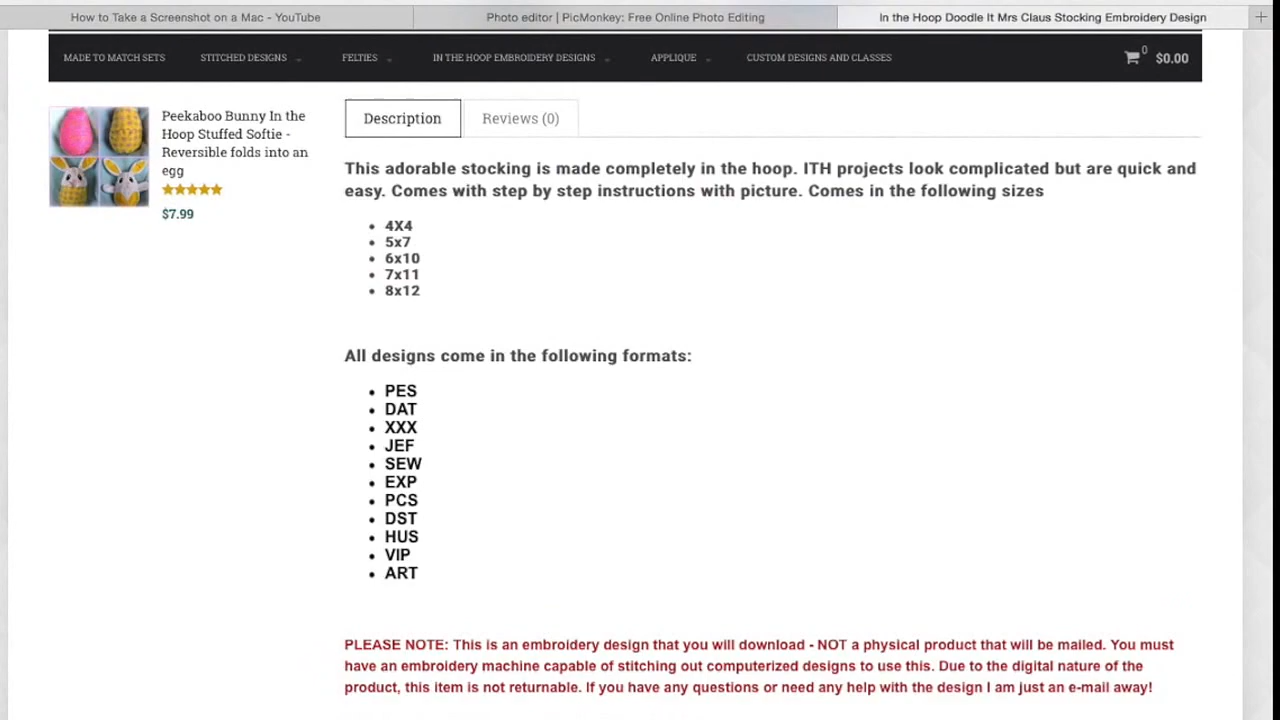 How to Take a Screenshot on a Mac - YouTube
Photo editor | PicMonkey: Free Online Photo Editing
In the Hoop Doodle It Mrs Claus Stocking Embroidery Design
MADE TO MATCH SETS
STITCHED DESIGNS
FELTIES
IN THE HOOP EMBROIDERY DESIGNS
APPLIQUE
CUSTOM DESIGNS AND CLASSES
0
$0.00
Peekaboo Bunny In the
Hoop Stuffed Softie -
Reversible folds into an
egg
$7.99
Description
Reviews (0)
This adorable stocking is made completely in the hoop. ITH projects look complicated but are quick and
easy. Comes with step by step instructions with picture. Comes in the following sizes
• 4X4
• 5x7
• 6x10
• 7x11
• 8x12
All designs come in the following formats:
• PES
• DAT
• XXX
• JEF
• SEW
• EXP
• PCS
• DST
• HUS
• VIP
• ART
PLEASE NOTE: This is an embroidery design that you will download - NOT a physical product that will be mailed. You must
have an embroidery machine capable of stitching out computerized designs to use this. Due to the digital nature of the
product, this item is not returnable. If you have any questions or need any help with the design I am just an e-mail away!